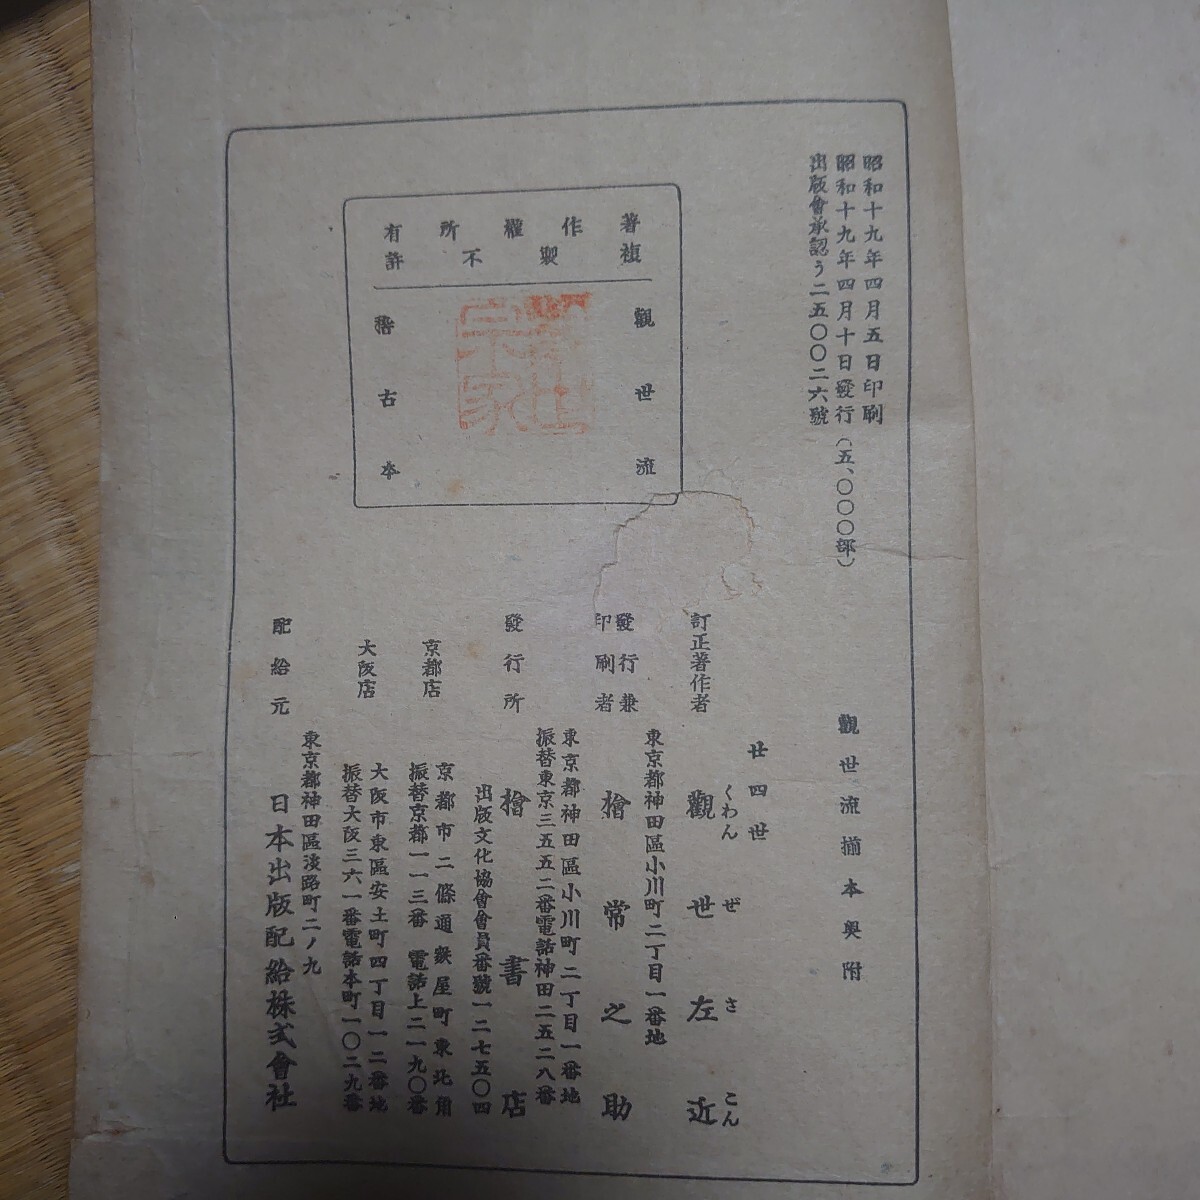 昭和十九年四月五日印刷
昭和十九年四月十日發行（五、〇〇〇部）
出版會承認う二五〇〇二六號
著作權所有
複製不許
觀世流
稽古本
觀世宗家
觀世流揃本奥附
廿四世
訂正著作者 觀世左近
くわんぜさこん
東京都神田區小川町二丁目一番地
發行兼
印刷者 檜常之助
東京都神田區小川町二丁目一番地
振替東京三五五二番電話神田二五二八番
發行所 檜書店
出版文化協會會員番號一二七五〇四
京都店 京都市二條通麩屋町東北角
振替京都一一三番 電話上二一九〇番
大阪店 大阪市東區安土町四丁目一二番地
振替大阪三六一番電話本町一〇二九番
東京都神田區淡路町二ノ九
配給元 日本出版配給株式會社